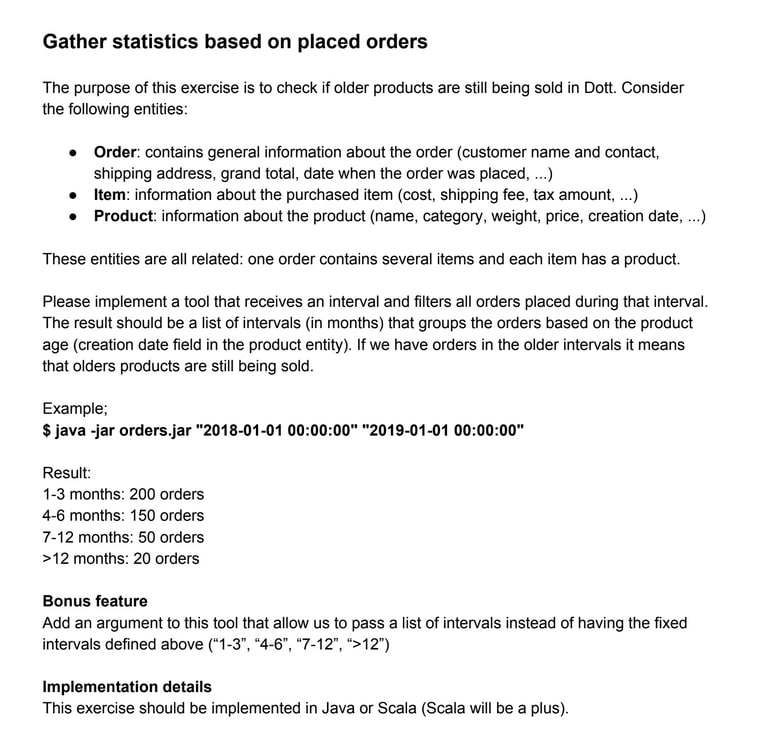 Gather statistics based on placed orders
The purpose of this exercise is to check if older products are still being sold in Dott. Consider
the following entities:
● Order: contains general information about the order (customer name and contact,
shipping address, grand total, date when the order was placed, ...)
● Item: information about the purchased item (cost, shipping fee, tax amount, ...)
● Product: information about the product (name, category, weight, price, creation date, ...)
These entities are all related: one order contains several items and each item has a product.
Please implement a tool that receives an interval and filters all orders placed during that interval.
The result should be a list of intervals (in months) that groups the orders based on the product
age (creation date field in the product entity). If we have orders in the older intervals it means
that olders products are still being sold.
Example;
$ java -jar orders.jar "2018-01-01 00:00:00" "2019-01-01 00:00:00"
Result:
1-3 months: 200 orders
4-6 months: 150 orders
7-12 months: 50 orders
>12 months: 20 orders
Bonus feature
Add an argument to this tool that allow us to pass a list of intervals instead of having the fixed
intervals defined above (“1-3”, “4-6”, “7-12”, “>12”)
Implementation details
This exercise should be implemented in Java or Scala (Scala will be a plus).